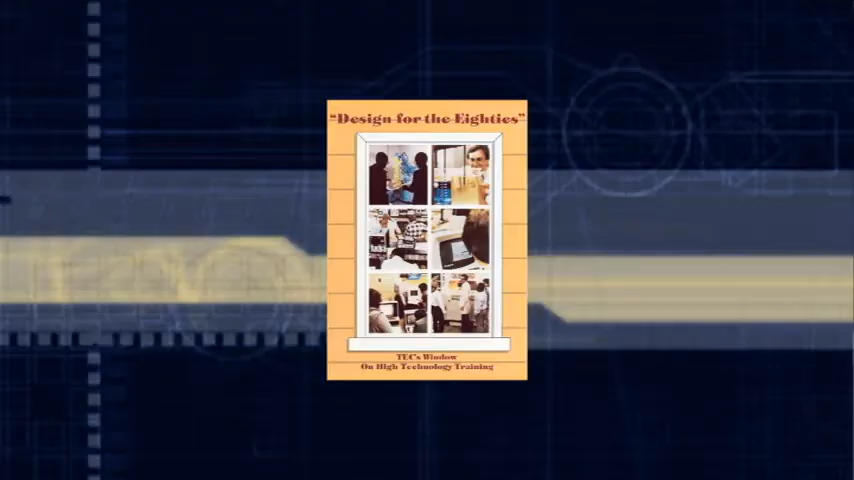 "Design for the Eighties"
TEC's Window
On High Technology Training